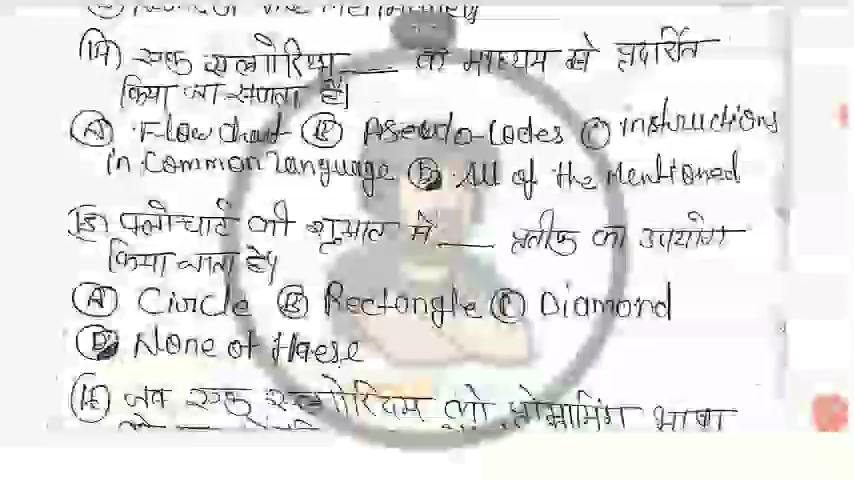 (14) एक एल्गोरिथ्म ____ के माध्यम से प्रदर्शित
किया जा सकता है।
(A) Flow chart (B) Pseudo-Codes (C) instructions
in Common language (D) All of the Mentioned
(15) फ्लोचार्ट की शुरुआत में ____ प्रतीक का उपयोग
किया जाता है।
(A) Circle (B) Rectangle (C) Diamond
(D) None of these
(16) जब एक एल्गोरिथम को प्रोग्रामिंग भाषा